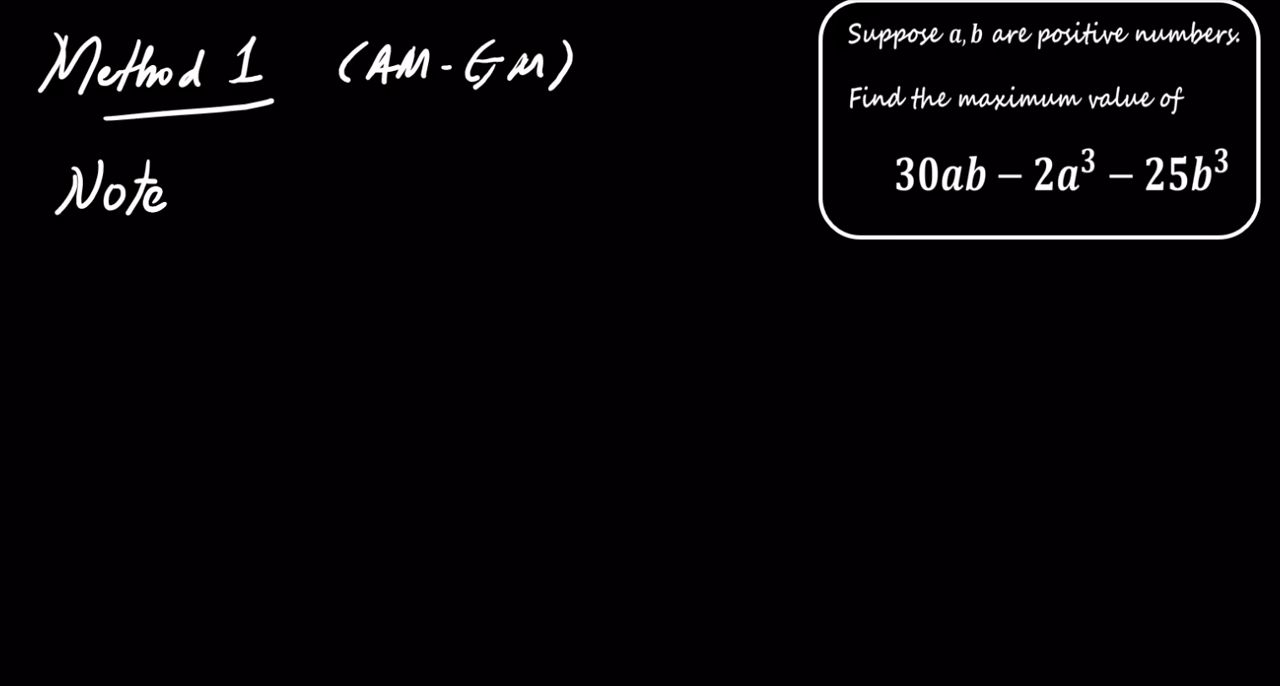 Method 1 (AM-GM)
Note
Suppose a, b are positive numbers.
Find the maximum value of
30ab − 2a³ − 25b³